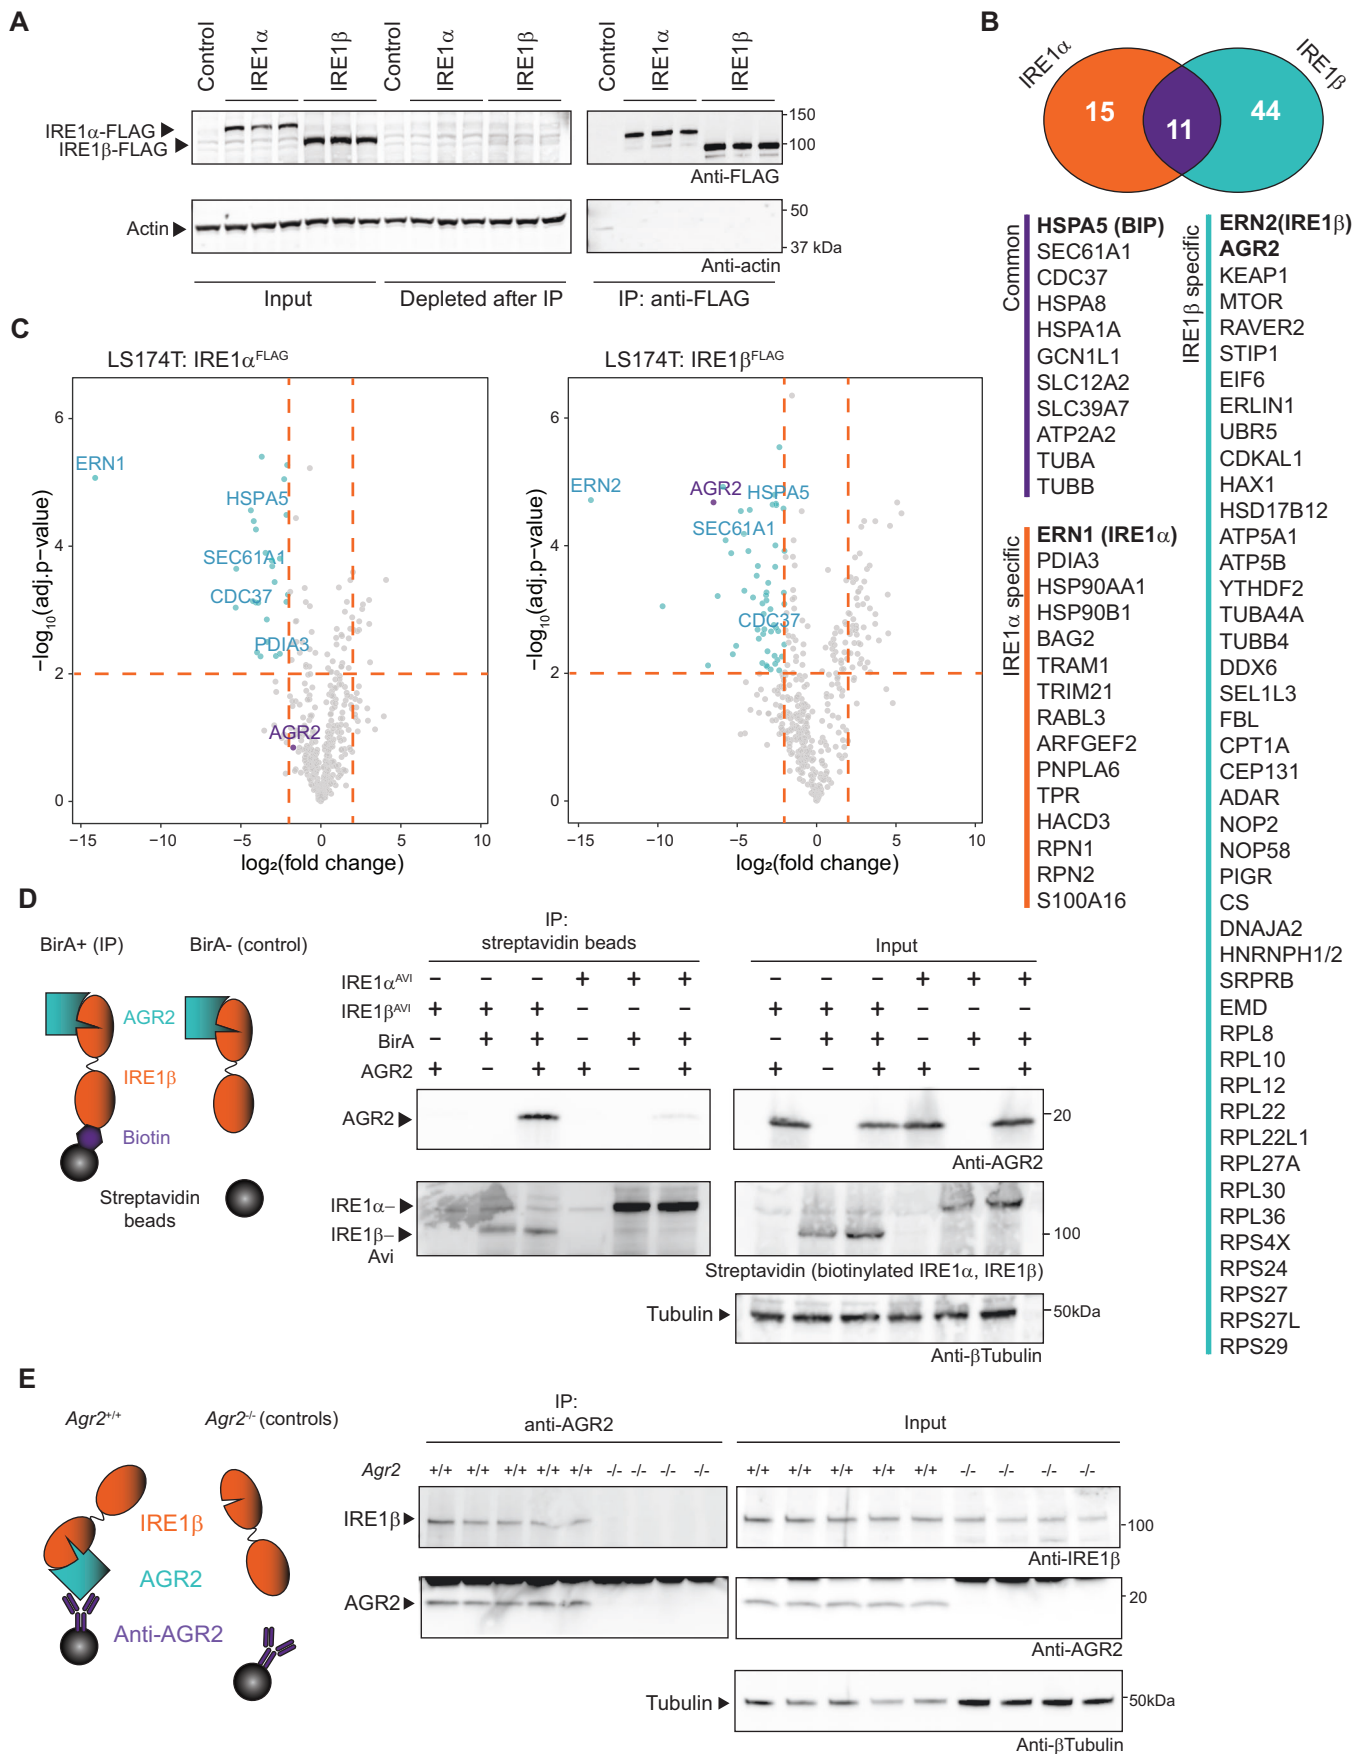 A
Control
IRE1α
IRE1β
Control
IRE1α
IRE1β
Control
IRE1α
IRE1β
IRE1α-FLAG
IRE1β-FLAG
150
100
Anti-FLAG
Actin
50
37 kDa
Anti-actin
Input
Depleted after IP
IP: anti-FLAG
B
IRE1α
IRE1β
15
11
44
Common
HSPA5 (BIP)
SEC61A1
CDC37
HSPA8
HSPA1A
GCN1L1
SLC12A2
SLC39A7
ATP2A2
TUBA
TUBB
IRE1α specific
ERN1 (IRE1α)
PDIA3
HSP90AA1
HSP90B1
BAG2
TRAM1
TRIM21
RABL3
ARFGEF2
PNPLA6
TPR
HACD3
RPN1
RPN2
S100A16
IRE1β specific
ERN2(IRE1β)
AGR2
KEAP1
MTOR
RAVER2
STIP1
EIF6
ERLIN1
UBR5
CDKAL1
HAX1
HSD17B12
ATP5A1
ATP5B
YTHDF2
TUBA4A
TUBB4
DDX6
SEL1L3
FBL
CPT1A
CEP131
ADAR
NOP2
NOP58
PIGR
CS
DNAJA2
HNRNPH1/2
SRPRB
EMD
RPL8
RPL10
RPL12
RPL22
RPL22L1
RPL27A
RPL30
RPL36
RPS4X
RPS24
RPS27
RPS27L
RPS29
C
LS174T: IRE1α^FLAG
−log₁₀(adj.p−value)
6
4
2
0
ERN1
HSPA5
SEC61A1
CDC37
PDIA3
AGR2
−15 −10 −5 0 5 10
log₂(fold change)
LS174T: IRE1β^FLAG
−log₁₀(adj.p−value)
6
4
2
0
ERN2
AGR2
HSPA5
SEC61A1
CDC37
−15 −10 −5 0 5 10
log₂(fold change)
D
BirA+ (IP)
BirA- (control)
AGR2
IRE1β
Biotin
Streptavidin
beads
IP:
streptavidin beads
Input
IRE1α^AVI − − − + + + − − − + + +
IRE1β^AVI + + + − − − + + + − − −
BirA − + + − + + − + + − + +
AGR2 + − + + − + + − + + − +
AGR2
20
Anti-AGR2
IRE1α–
IRE1β–
Avi
100
Streptavidin (biotinylated IRE1α, IRE1β)
Tubulin
50kDa
Anti-βTubulin
E
Agr2+/+
Agr2-/- (controls)
IRE1β
AGR2
Anti-AGR2
IP:
anti-AGR2
Input
Agr2 +/+ +/+ +/+ +/+ +/+ -/- -/- -/- -/- +/+ +/+ +/+ +/+ +/+ -/- -/- -/- -/-
IRE1β
100
Anti-IRE1β
AGR2
20
Anti-AGR2
Tubulin
50kDa
Anti-βTubulin